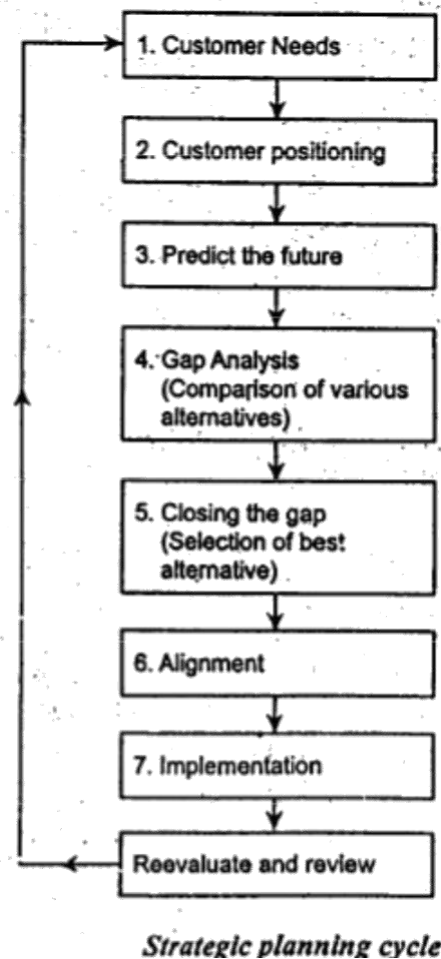 1. Customer Needs
2. Customer positioning
3. Predict the future
4. Gap Analysis
(Comparison of various
alternatives)
5. Closing the gap
(Selection of best
alternative)
6. Alignment
7. Implementation
Reevaluate and review
Strategic planning cycle